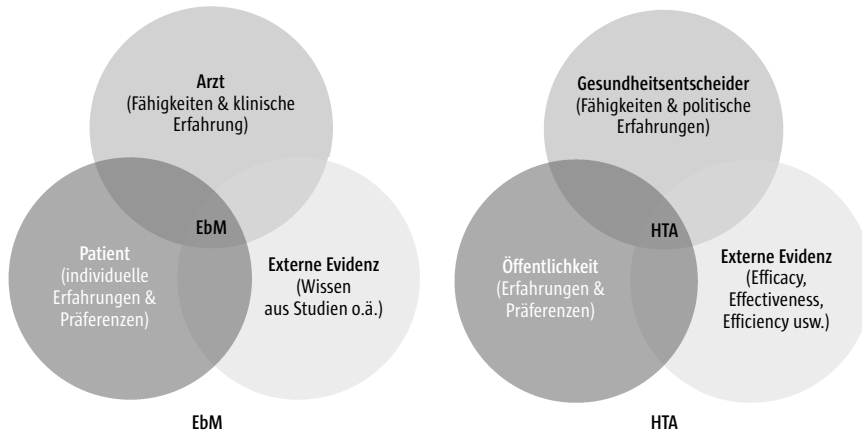 Arzt
(Fähigkeiten & klinische
Erfahrung)
EbM
Patient
(individuelle
Erfahrungen &
Präferenzen)
Externe Evidenz
(Wissen
aus Studien o.ä.)
EbM
Gesundheitsentscheider
(Fähigkeiten & politische
Erfahrungen)
HTA
Öffentlichkeit
(Erfahrungen &
Präferenzen)
Externe Evidenz
(Efficacy,
Effectiveness,
Efficiency usw.)
HTA